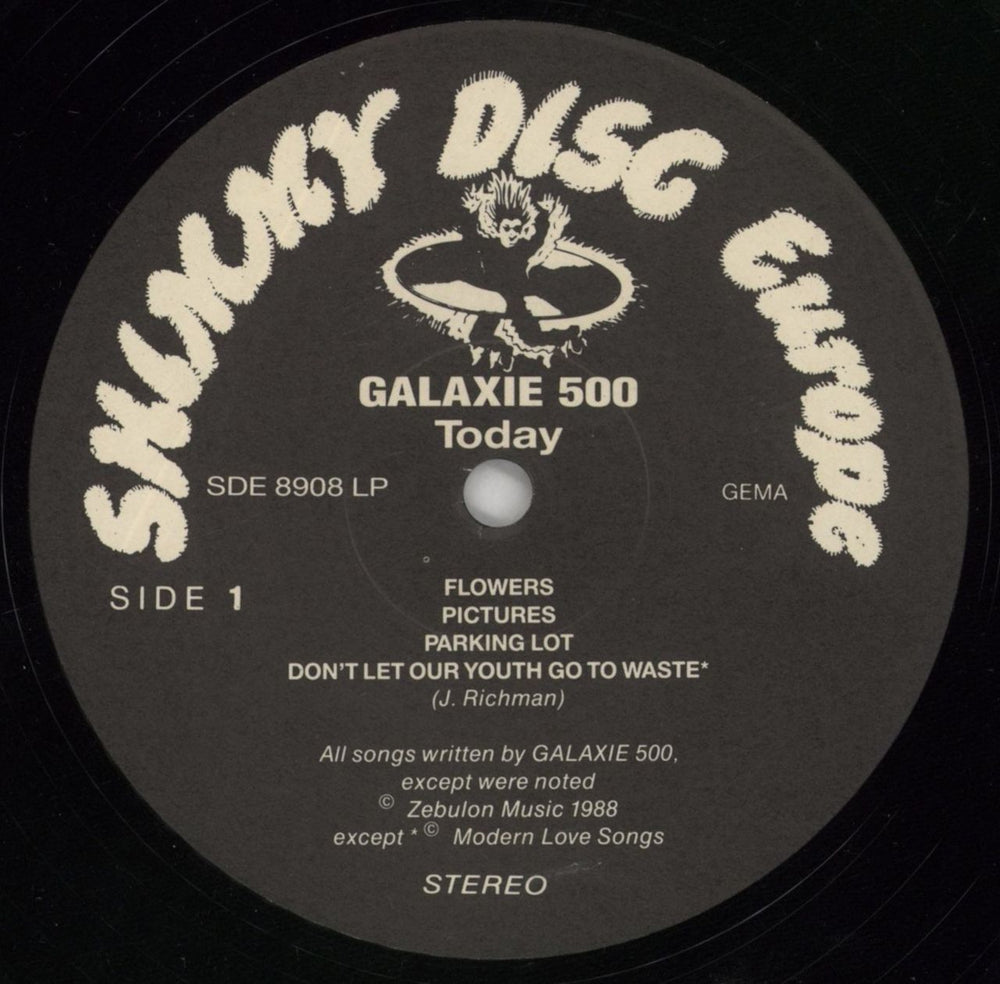 SHIMMY DISC Europe
GALAXIE 500
Today
SDE 8908 LP
GEMA
SIDE 1
FLOWERS
PICTURES
PARKING LOT
DON'T LET OUR YOUTH GO TO WASTE*
(J. Richman)
All songs written by GALAXIE 500,
except were noted
© Zebulon Music 1988
except * © Modern Love Songs
STEREO